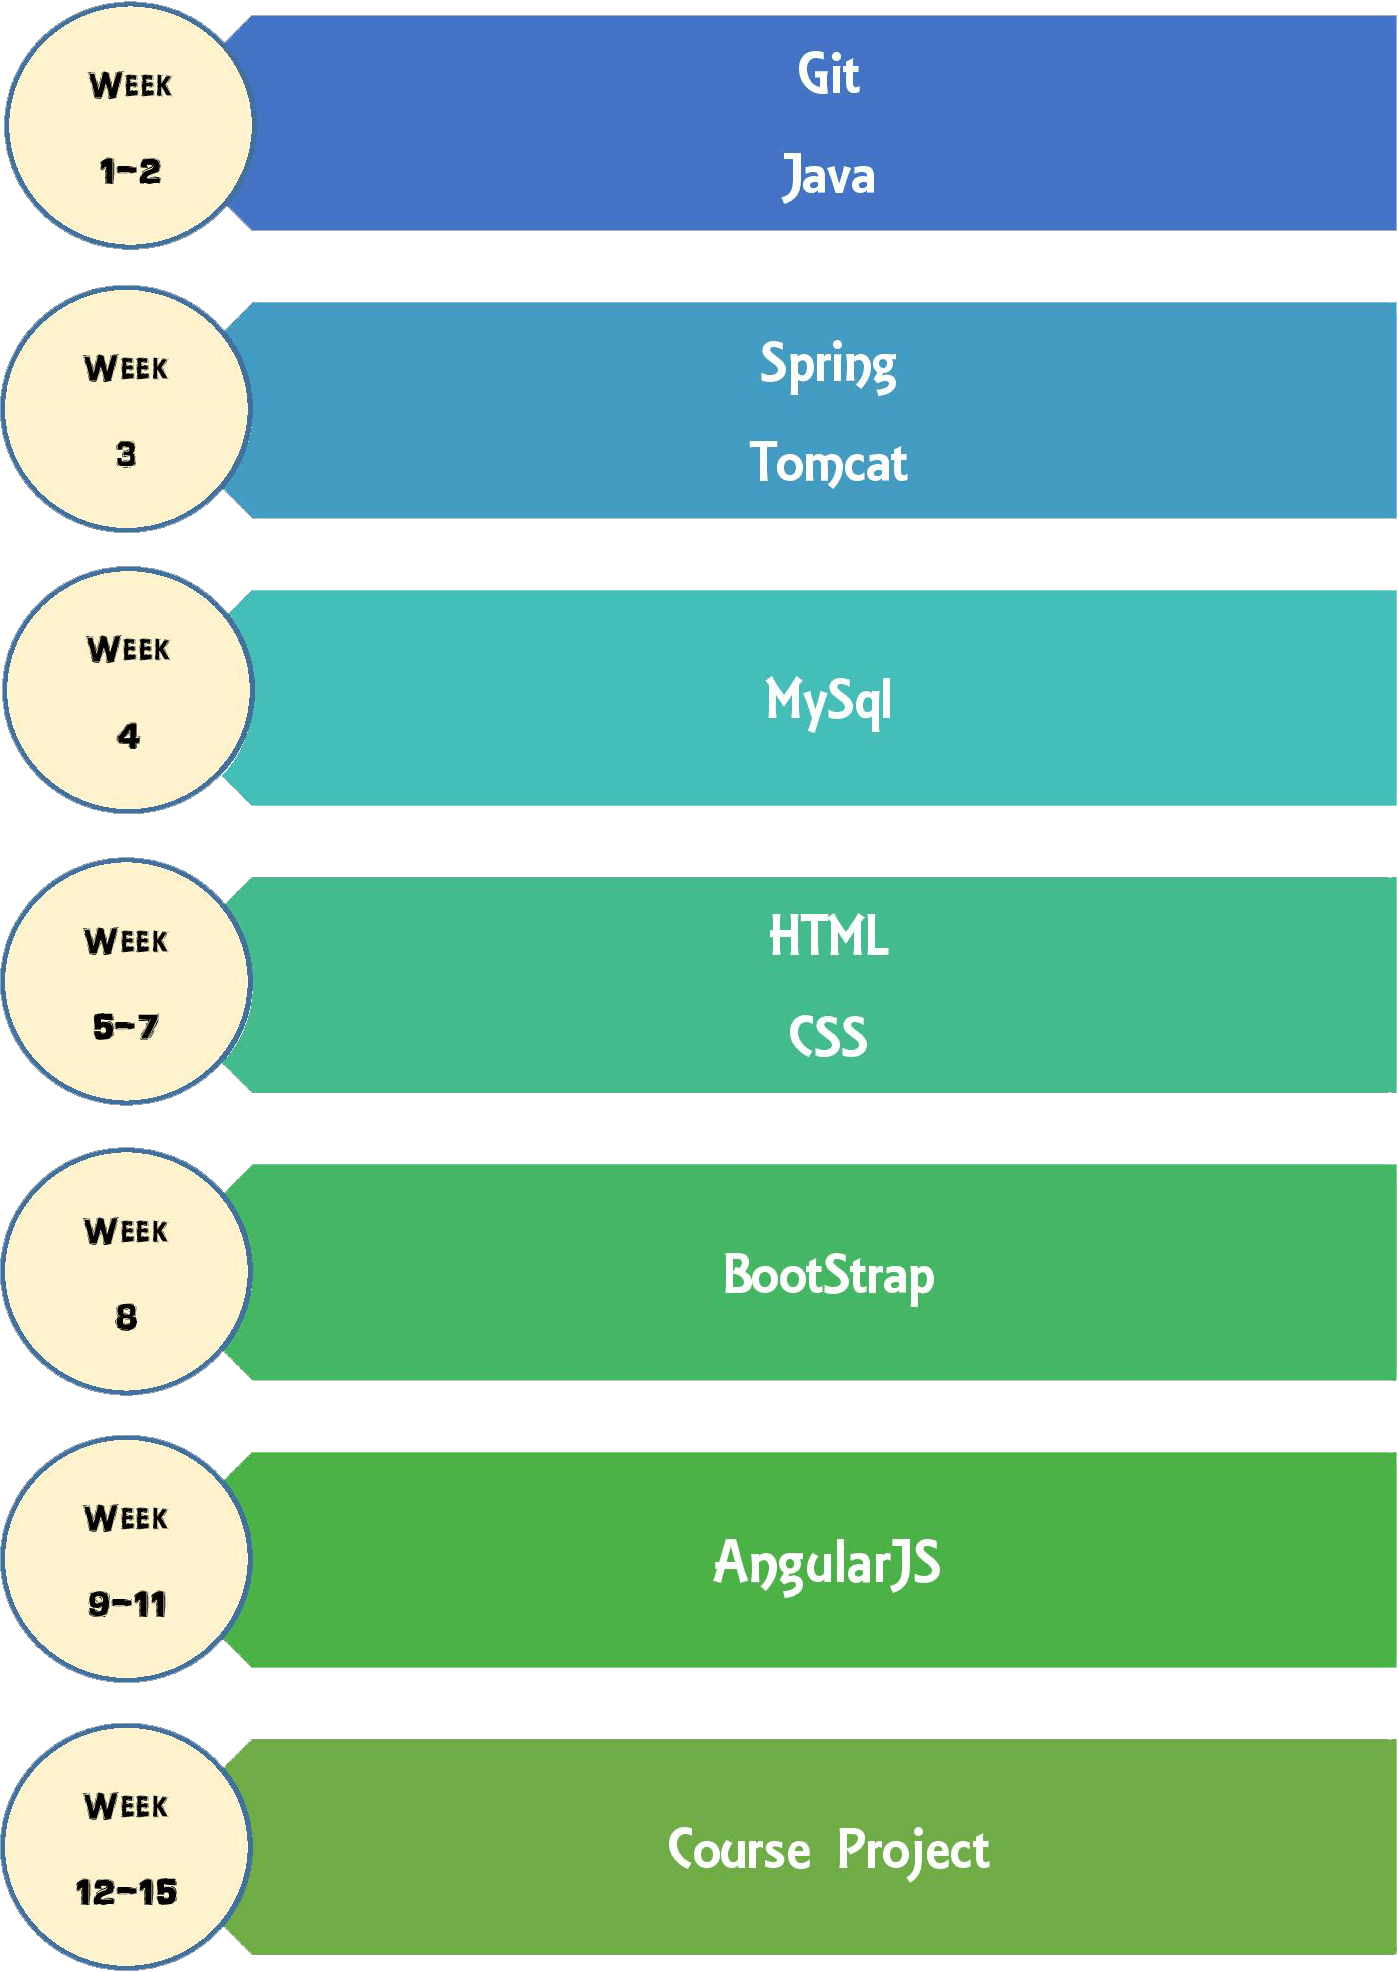 WEEK
1-2
Git
Java
WEEK
3
Spring
Tomcat
WEEK
4
MySql
WEEK
5-7
HTML
CSS
WEEK
8
BootStrap
WEEK
9-11
AngularJS
WEEK
12-15
Course Project